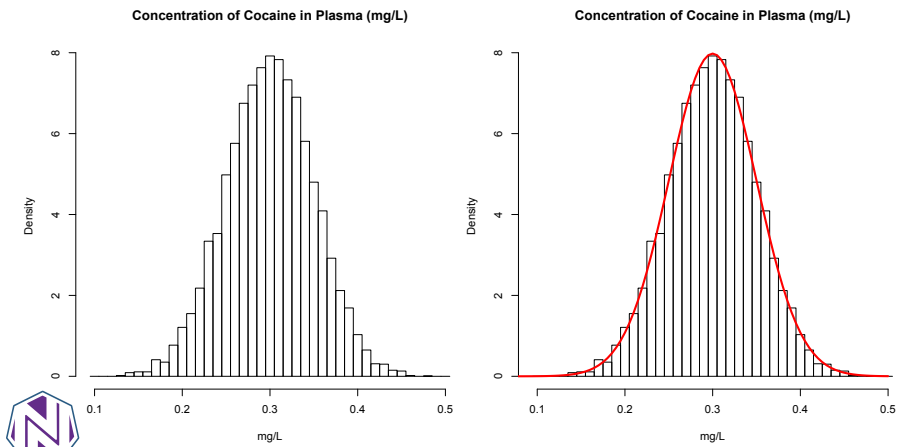 Concentration of Cocaine in Plasma (mg/L)
8
6
4
2
0
Density
0.1 0.2 0.3 0.4 0.5
mg/L
Concentration of Cocaine in Plasma (mg/L)
8
6
4
2
0
Density
0.1 0.2 0.3 0.4 0.5
mg/L
N